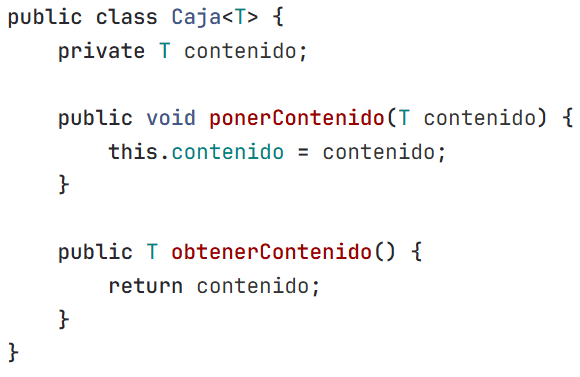 public class Caja<T> {
    private T contenido;

    public void ponerContenido(T contenido) {
        this.contenido = contenido;
    }

    public T obtenerContenido() {
        return contenido;
    }
}